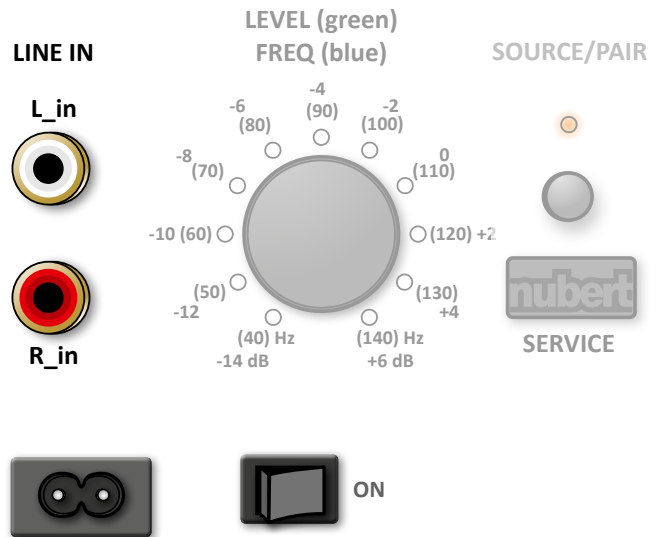 LEVEL (green)
FREQ (blue)
LINE IN
SOURCE/PAIR
L_in
R_in
-4
(90)
-6
(80)
-2
(100)
-8
(70)
0
(110)
-10 (60)
(120) +2
(50)
-12
(130)
+4
(40) Hz
-14 dB
(140) Hz
+6 dB
nubert
SERVICE
ON